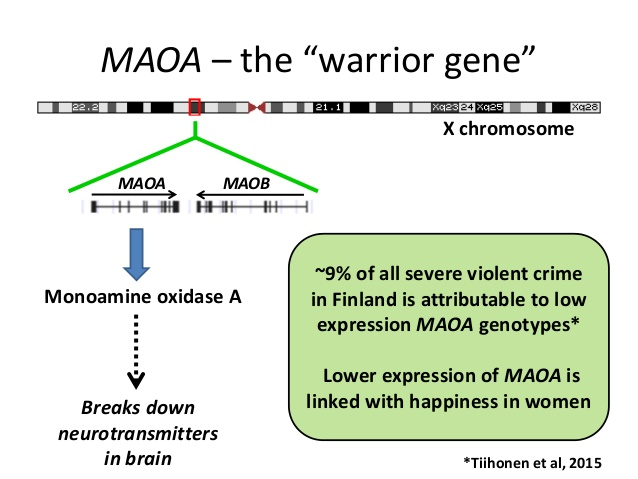 MAOA – the “warrior gene”
22.2 21.1 Xq23 24 Xq25 Xq28
X chromosome
MAOA MAOB
Monoamine oxidase A
Breaks down
neurotransmitters
in brain
~9% of all severe violent crime
in Finland is attributable to low
expression MAOA genotypes*
Lower expression of MAOA is
linked with happiness in women
*Tiihonen et al, 2015